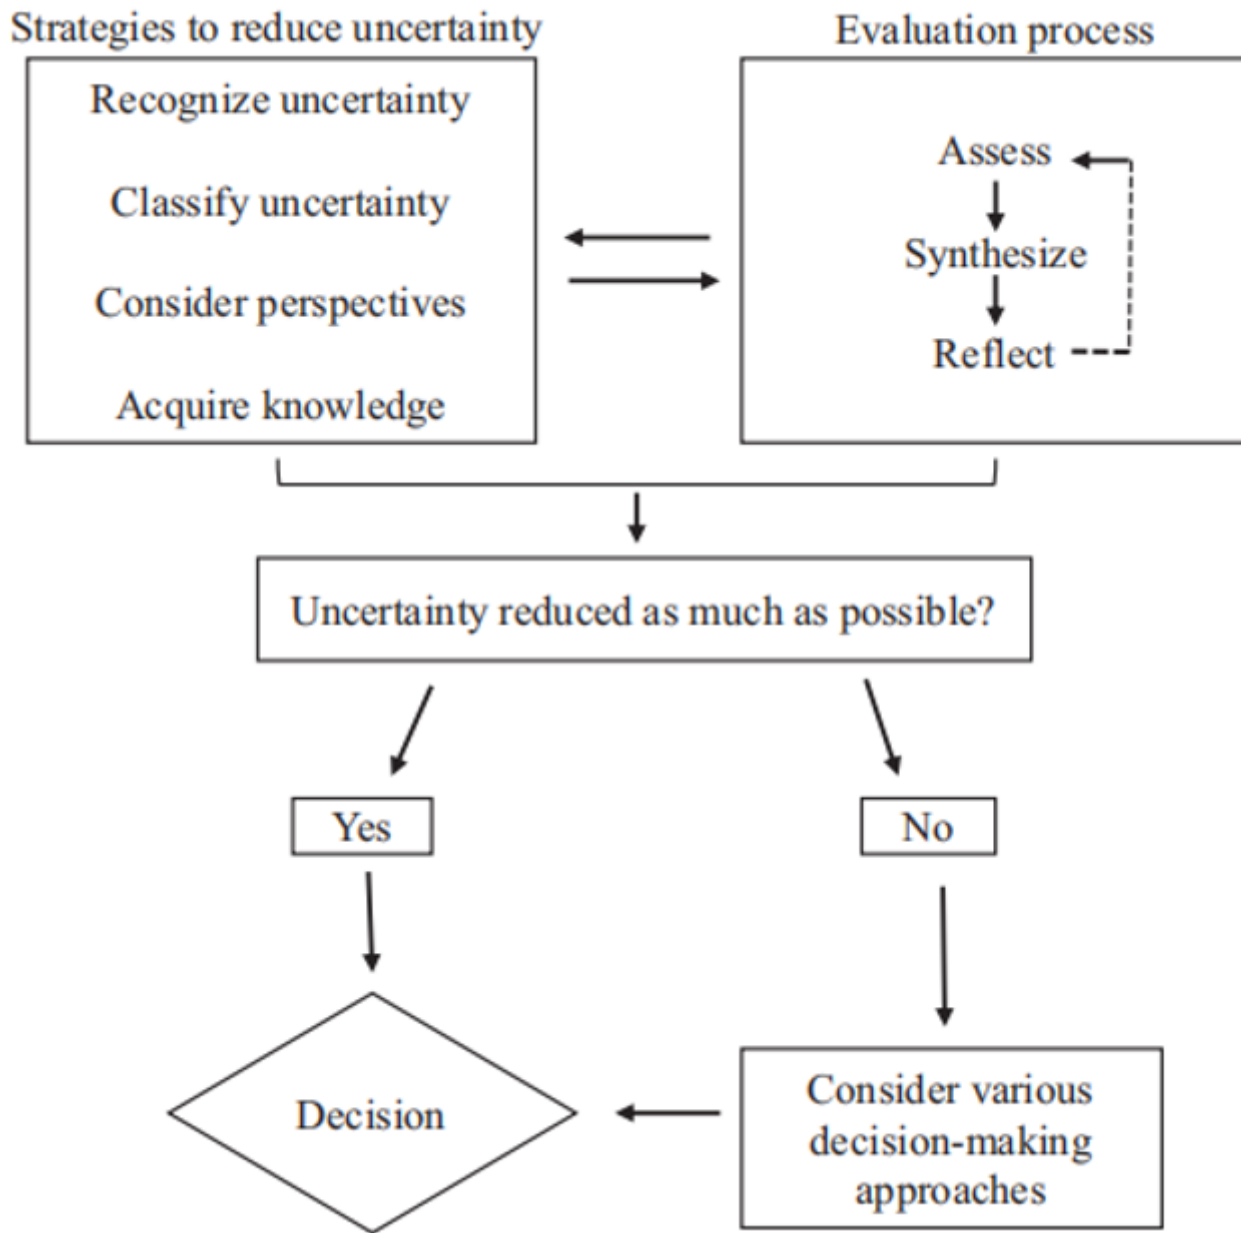 Strategies to reduce uncertainty
Recognize uncertainty
Classify uncertainty
Consider perspectives
Acquire knowledge
Evaluation process
Assess
Synthesize
Reflect
Uncertainty reduced as much as possible?
Yes
No
Decision
Consider various
decision-making
approaches